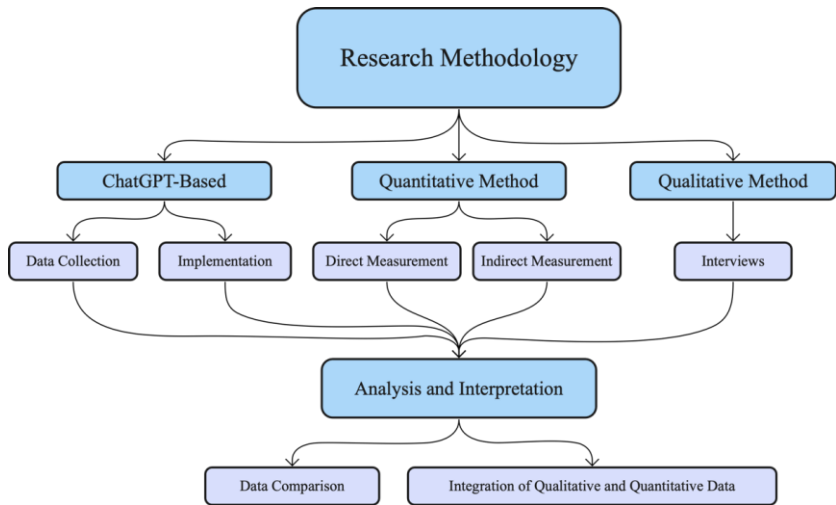 Research Methodology
ChatGPT-Based
Quantitative Method
Qualitative Method
Data Collection
Implementation
Direct Measurement
Indirect Measurement
Interviews
Analysis and Interpretation
Data Comparison
Integration of Qualitative and Quantitative Data